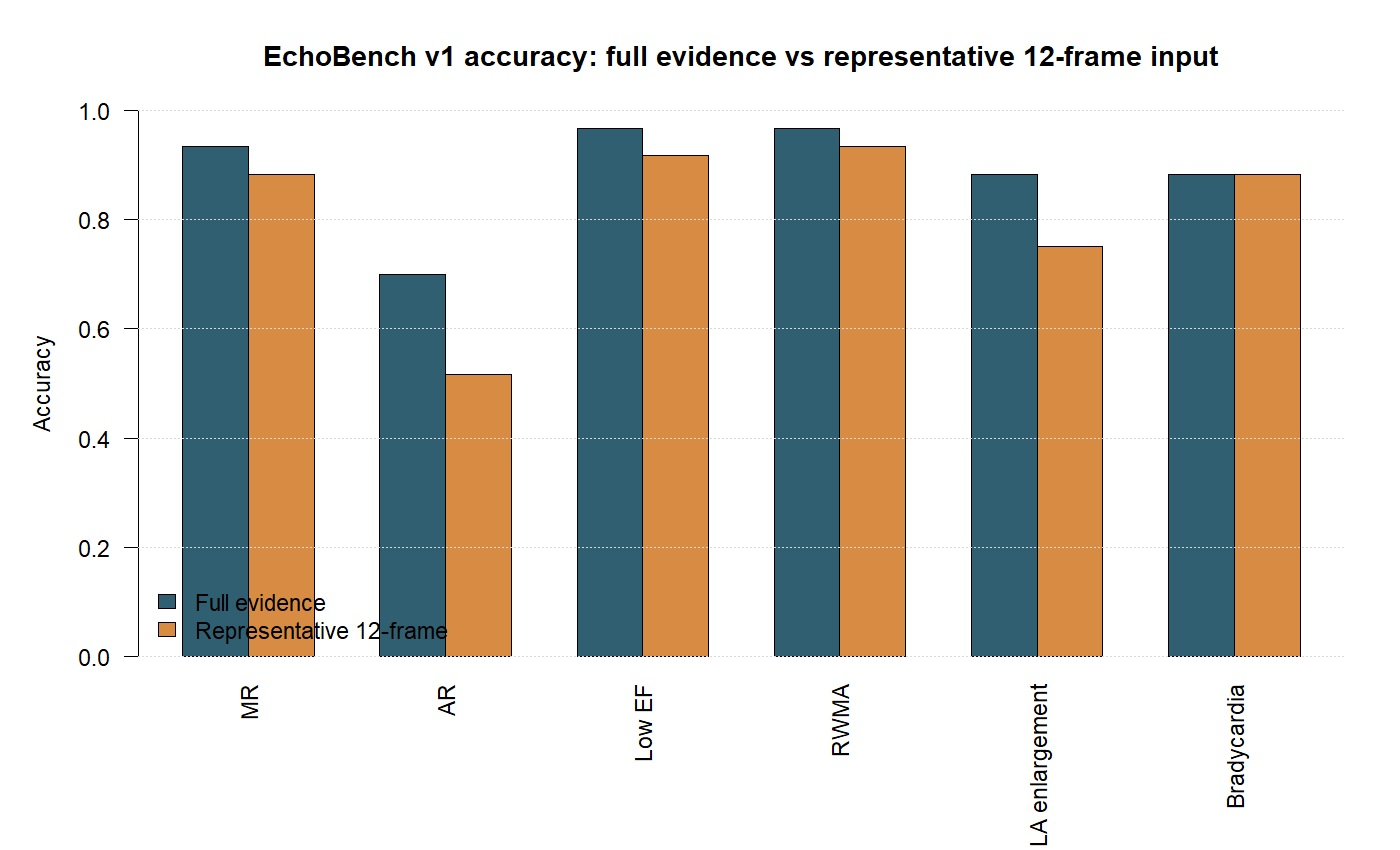 EchoBench v1 accuracy: full evidence vs representative 12-frame input
Accuracy
1.0
0.8
0.6
0.4
0.2
0.0
Full evidence
Representative 12-frame
MR
AR
Low EF
RWMA
LA enlargement
Bradycardia